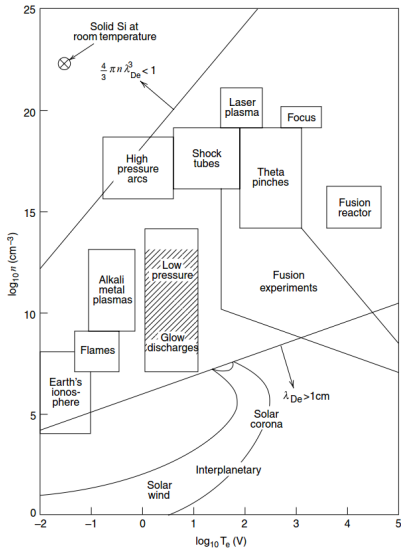 25
20
15
10
5
0
log₁₀ n (cm⁻³)
Solid Si at
room temperature
4/3 π n λ³De < 1
Laser
plasma
Focus
High
pressure
arcs
Shock
tubes
Theta
pinches
Fusion
reactor
Alkali
metal
plasmas
Low
pressure
Glow
discharges
Fusion
experiments
Flames
Earth's
ionos-
phere
λDe>1cm
Solar
corona
Interplanetary
Solar
wind
−2
−1
0
1
2
3
4
5
log₁₀ Tₑ (V)